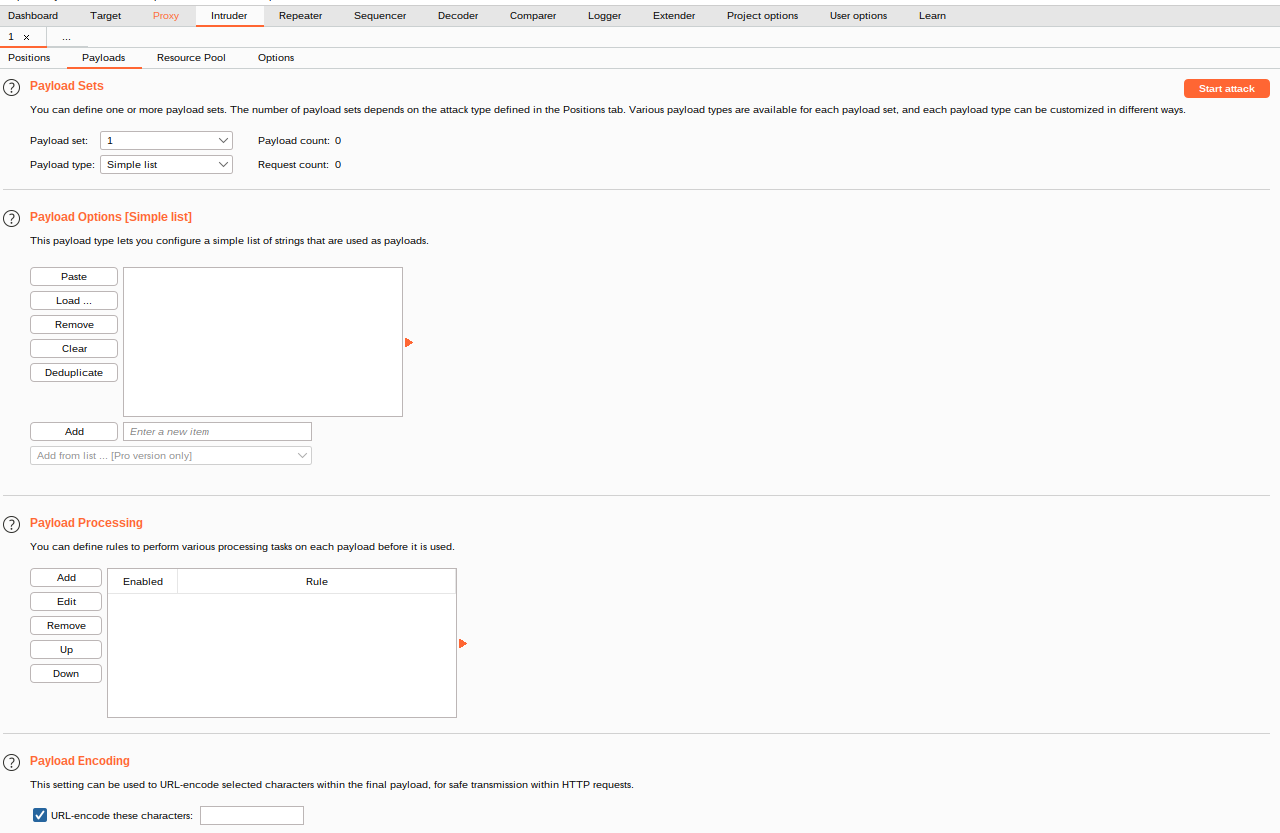 Dashboard Target Proxy Intruder Repeater Sequencer Decoder Comparer Logger Extender Project options User options Learn
1 × ...
Positions Payloads Resource Pool Options
? Payload Sets Start attack
You can define one or more payload sets. The number of payload sets depends on the attack type defined in the Positions tab. Various payload types are available for each payload set, and each payload type can be customized in different ways.
Payload set: 1 Payload count: 0
Payload type: Simple list Request count: 0
? Payload Options [Simple list]
This payload type lets you configure a simple list of strings that are used as payloads.
Paste
Load ...
Remove
Clear
Deduplicate
Add Enter a new item
Add from list ... [Pro version only]
? Payload Processing
You can define rules to perform various processing tasks on each payload before it is used.
Add Enabled Rule
Edit
Remove
Up
Down
? Payload Encoding
This setting can be used to URL-encode selected characters within the final payload, for safe transmission within HTTP requests.
URL-encode these characters: